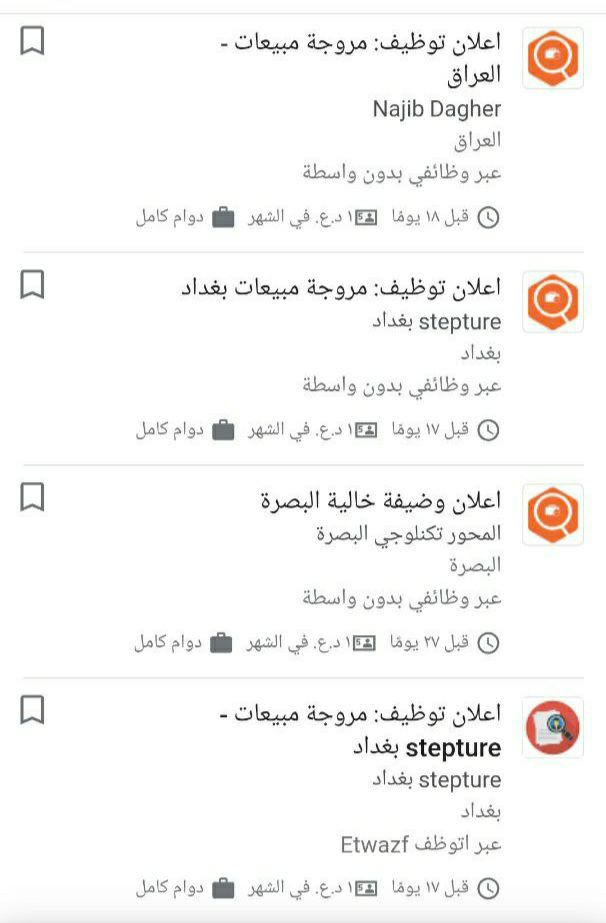 اعلان توظيف: مروجة مبيعات -
العراق
Najib Dagher
العراق
عبر وظائفي بدون واسطة
قبل ١٨ يومًا ١ د.ع. في الشهر دوام كامل
اعلان توظيف: مروجة مبيعات بغداد
stepture بغداد
بغداد
عبر وظائفي بدون واسطة
قبل ١٧ يومًا ١ د.ع. في الشهر دوام كامل
اعلان وضيفة خالية البصرة
المحور تكنلوجي البصرة
البصرة
عبر وظائفي بدون واسطة
قبل ٢٧ يومًا ١ د.ع. في الشهر دوام كامل
اعلان توظيف: مروجة مبيعات -
stepture بغداد
stepture بغداد
بغداد
عبر اتوظف Etwazf
قبل ١٧ يومًا ١ د.ع. في الشهر دوام كامل